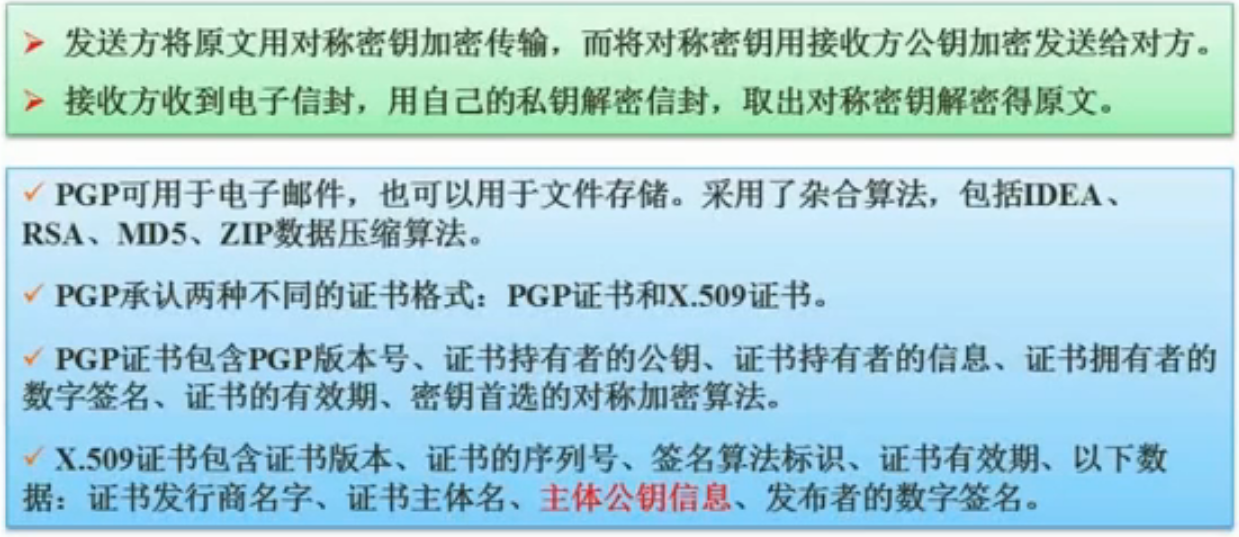 ➢ 发送方将原文用对称密钥加密传输，而将对称密钥用接收方公钥加密发送给对方。
➢ 接收方收到电子信封，用自己的私钥解密信封，取出对称密钥解密得原文。
✓ PGP可用于电子邮件，也可以用于文件存储。采用了杂合算法，包括IDEA、
RSA、MD5、ZIP数据压缩算法。
✓ PGP承认两种不同的证书格式：PGP证书和X.509证书。
✓ PGP证书包含PGP版本号、证书持有者的公钥、证书持有者的信息、证书拥有者的
数字签名、证书的有效期、密钥首选的对称加密算法。
✓ X.509证书包含证书版本、证书的序列号、签名算法标识、证书有效期、以下数
据：证书发行商名字、证书主体名、主体公钥信息、发布者的数字签名。